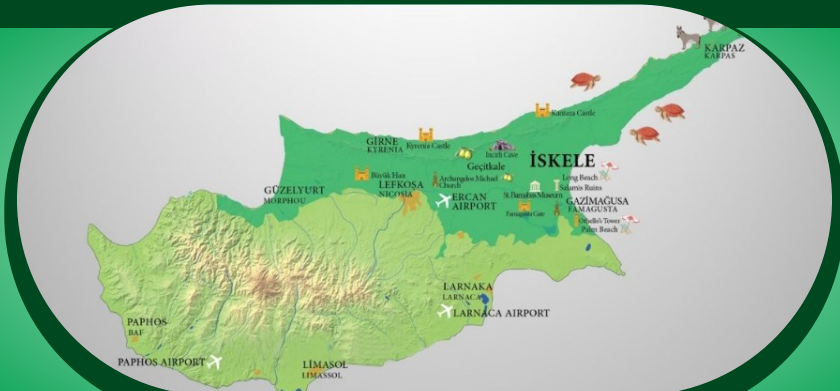 KARPAZ
KARPAS
Kantara Castle
GİRNE
KYRENIA
Kyrenia Castle
İncirli Cave
Geçitkale
İSKELE
Long Beach
Büyük Han
LEFKOŞA
NICOSIA
Archangelos Michael
Church
Salamis Ruins
GÜZELYURT
MORPHOU
St.Barnabas Museum
ERCAN
AIRPORT
GAZİMAĞUSA
FAMAGUSTA
Famagusta Gate
Othello's Tower
Palm Beach
LARNAKA
LARNACA
LARNACA AIRPORT
PAPHOS
BAF
PAPHOS AIRPORT
LİMASOL
LIMASSOL